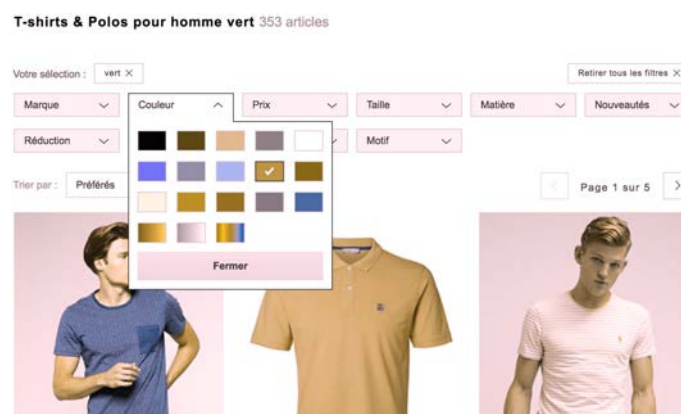 T-shirts & Polos pour homme vert 353 articles
Votre sélection : vert ×
Retirer tous les filtres ×
Marque
Couleur
Prix
Taille
Matière
Nouveautés
Réduction
Motif
Trier par : Préférés
Page 1 sur 5
Fermer